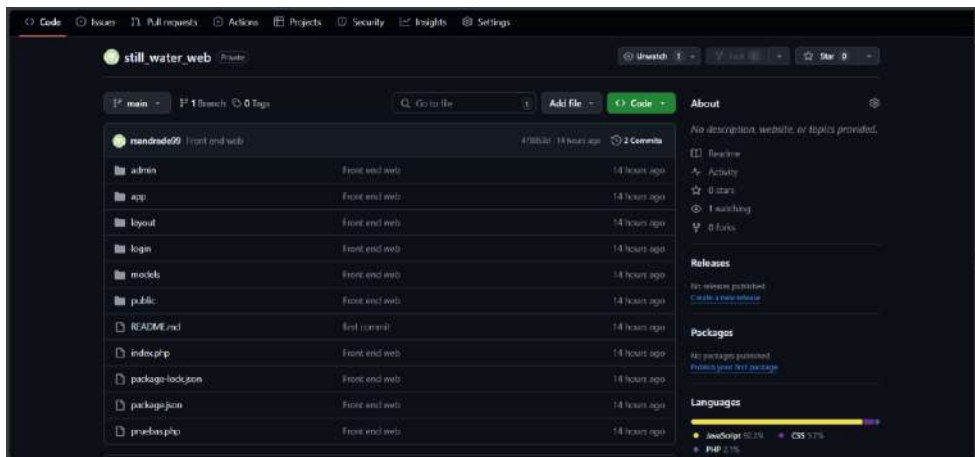 Code Issues Pull requests Actions Projects Security Insights Settings
still_water_web Private
Unwatch 1 Star 0
main 1 Branch 0 Tags
Go to file t Add file Code
Front end web
14 hours ago 2 Commits
admin Front end web 14 hours ago
app Front end web 14 hours ago
layout Front end web 14 hours ago
login Front end web 14 hours ago
models Front end web 14 hours ago
public Front end web 14 hours ago
README.md first commit 14 hours ago
index.php Front end web 14 hours ago
package-lock.json Front end web 14 hours ago
package.json Front end web 14 hours ago
pruebas.php Front end web 14 hours ago
About
No description, website, or topics provided.
Readme
Activity
0 stars
1 watching
0 forks
Releases
No releases published
Create a new release
Packages
No packages published
Publish your first package
Languages
JavaScript CSS
PHP